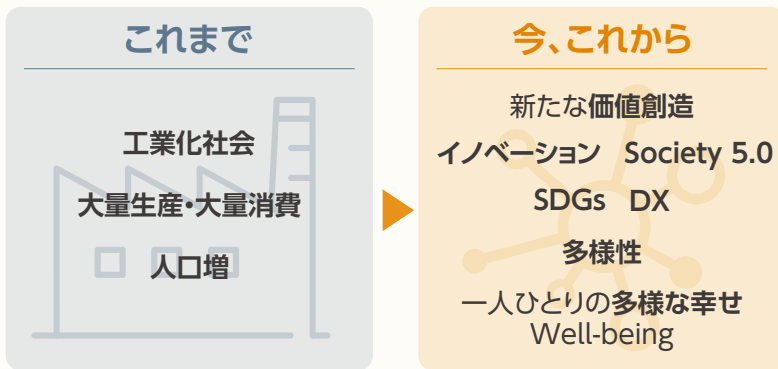 これまで
工業化社会
大量生産・大量消費
人口増
今、これから
新たな価値創造
イノベーション Society 5.0
SDGs DX
多様性
一人ひとりの多様な幸せ
Well-being